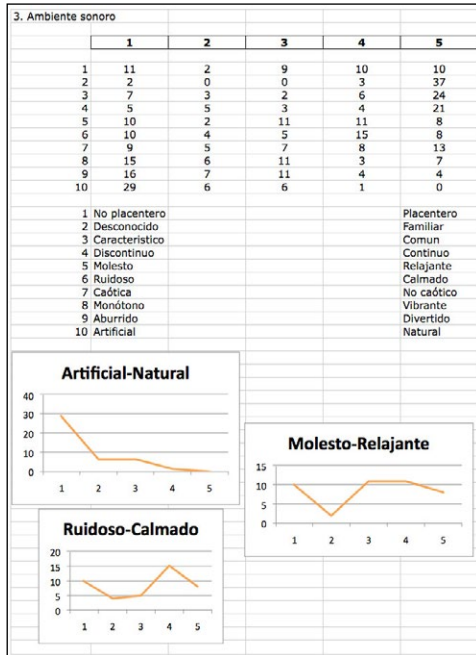 3. Ambiente sonoro
1 2 3 4 5
1 11 2 9 10 10
2 2 0 0 3 37
3 7 3 2 6 24
4 5 5 3 4 21
5 10 2 11 11 8
6 10 4 5 15 8
7 9 5 7 8 13
8 15 6 11 3 7
9 16 7 11 4 4
10 29 6 6 1 0
1 No placentero Placentero
2 Desconocido Familiar
3 Caracteristico Comun
4 Discontinuo Continuo
5 Molesto Relajante
6 Ruidoso Calmado
7 Caótica No caótico
8 Monótono Vibrante
9 Aburrido Divertido
10 Artificial Natural
Artificial-Natural
40
30
20
10
0
1 2 3 4 5
Molesto-Relajante
15
10
5
0
1 2 3 4 5
Ruidoso-Calmado
20
15
10
5
0
1 2 3 4 5